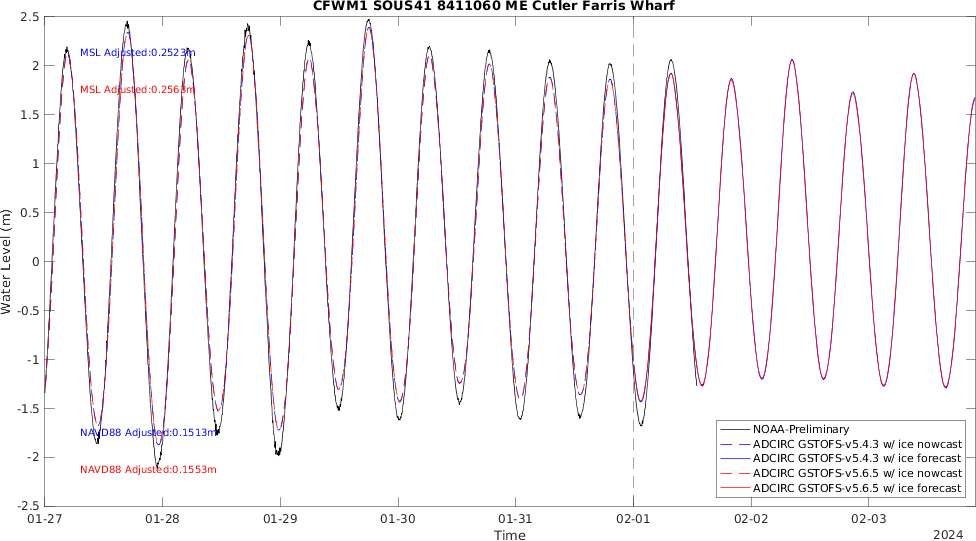 CFWM1 SOUS41 8411060 ME Cutler Farris Wharf
2.5
2
1.5
1
0.5
0
-0.5
-1
-1.5
-2
-2.5
Water Level (m)
MSL Adjusted:0.2523m
MSL Adjusted:0.2563m
NAVD88 Adjusted:0.1513m
NAVD88 Adjusted:0.1553m
NOAA-Preliminary
ADCIRC GSTOFS-v5.4.3 w/ ice nowcast
ADCIRC GSTOFS-v5.4.3 w/ ice forecast
ADCIRC GSTOFS-v5.6.5 w/ ice nowcast
ADCIRC GSTOFS-v5.6.5 w/ ice forecast
01-27 01-28 01-29 01-30 01-31 02-01 02-02 02-03
Time
2024